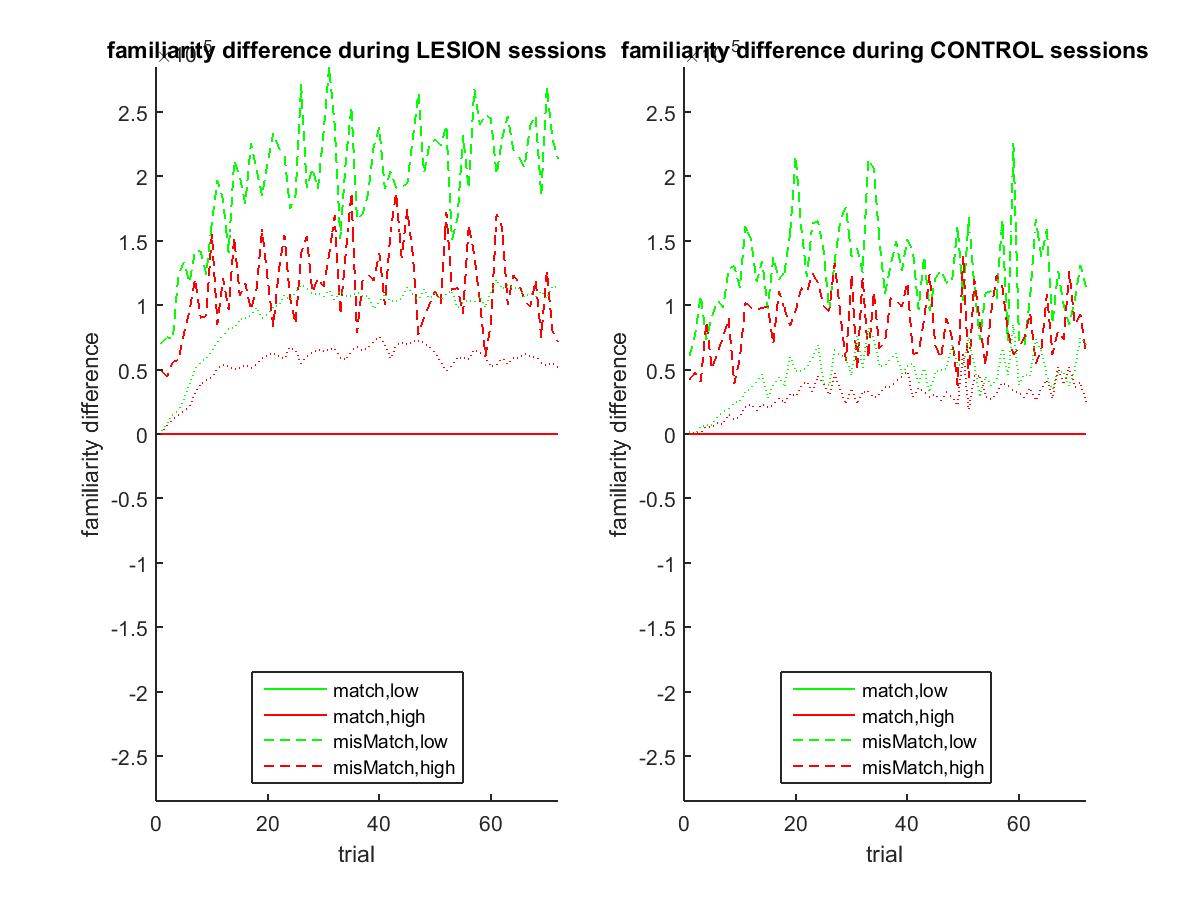 familiarity difference during LESION sessions
familiarity difference during CONTROL sessions
2.5
2
1.5
1
0.5
0
-0.5
-1
-1.5
-2
-2.5
familiarity difference
match,low
match,high
misMatch,low
misMatch,high
0 20 40 60
trial
2.5
2
1.5
1
0.5
0
-0.5
-1
-1.5
-2
-2.5
familiarity difference
match,low
match,high
misMatch,low
misMatch,high
0 20 40 60
trial